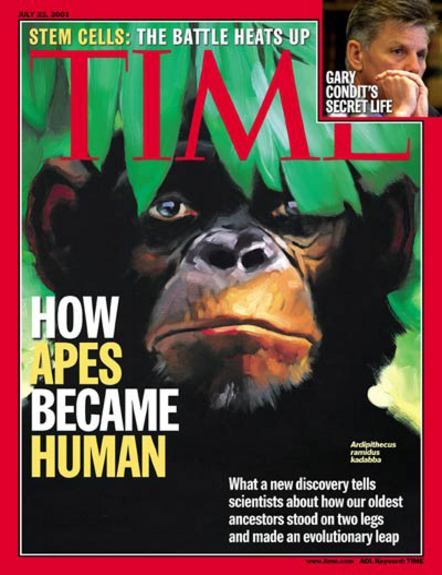 JULY 23, 2001
STEM CELLS: THE BATTLE HEATS UP
GARY
CONDIT'S
SECRET LIFE
TIME
HOW
APES
BECAME
HUMAN
Ardipithecus
ramidus
kadabba
What a new discovery tells
scientists about how our oldest
ancestors stood on two legs
and made an evolutionary leap
www.time.com AOL Keyword: TIME